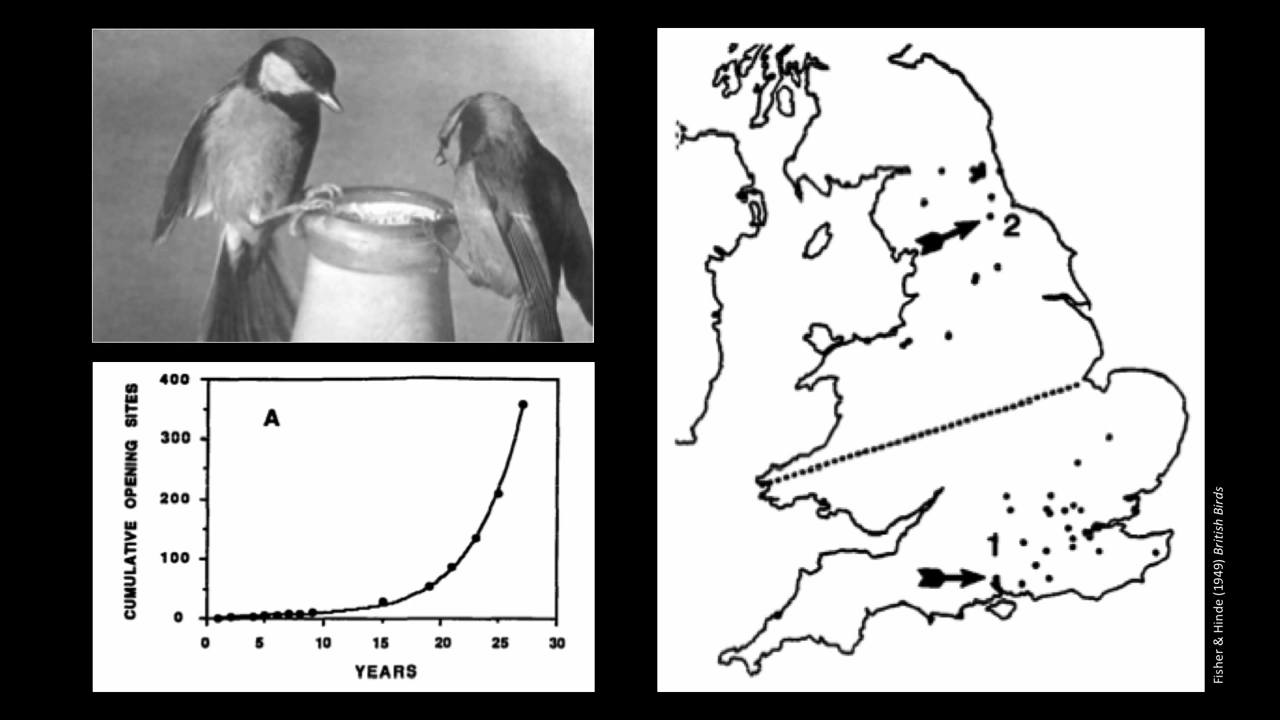 CUMULATIVE OPENING SITES
400
300
200
100
0
A
0 5 10 15 20 25 30
YEARS
2
1
Fisher & Hinde (1949) British Birds